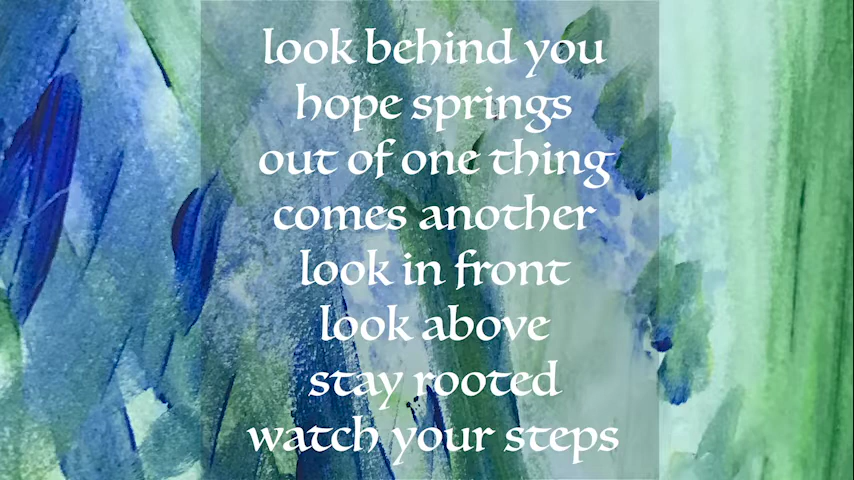 look behind you
hope springs
out of one thing
comes another
look in front
look above
stay rooted
watch your steps